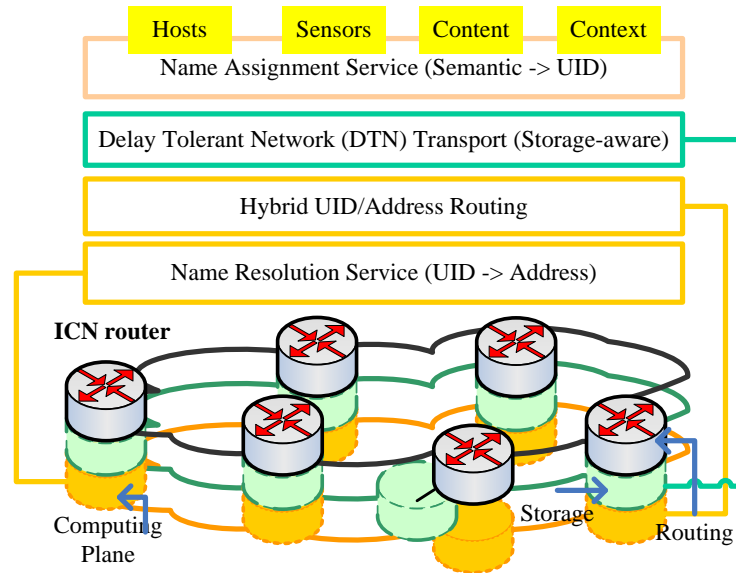 Hosts
Sensors
Content
Context
Name Assignment Service (Semantic -> UID)
Delay Tolerant Network (DTN) Transport (Storage-aware)
Hybrid UID/Address Routing
Name Resolution Service (UID -> Address)
ICN router
Computing
Plane
Storage
Routing